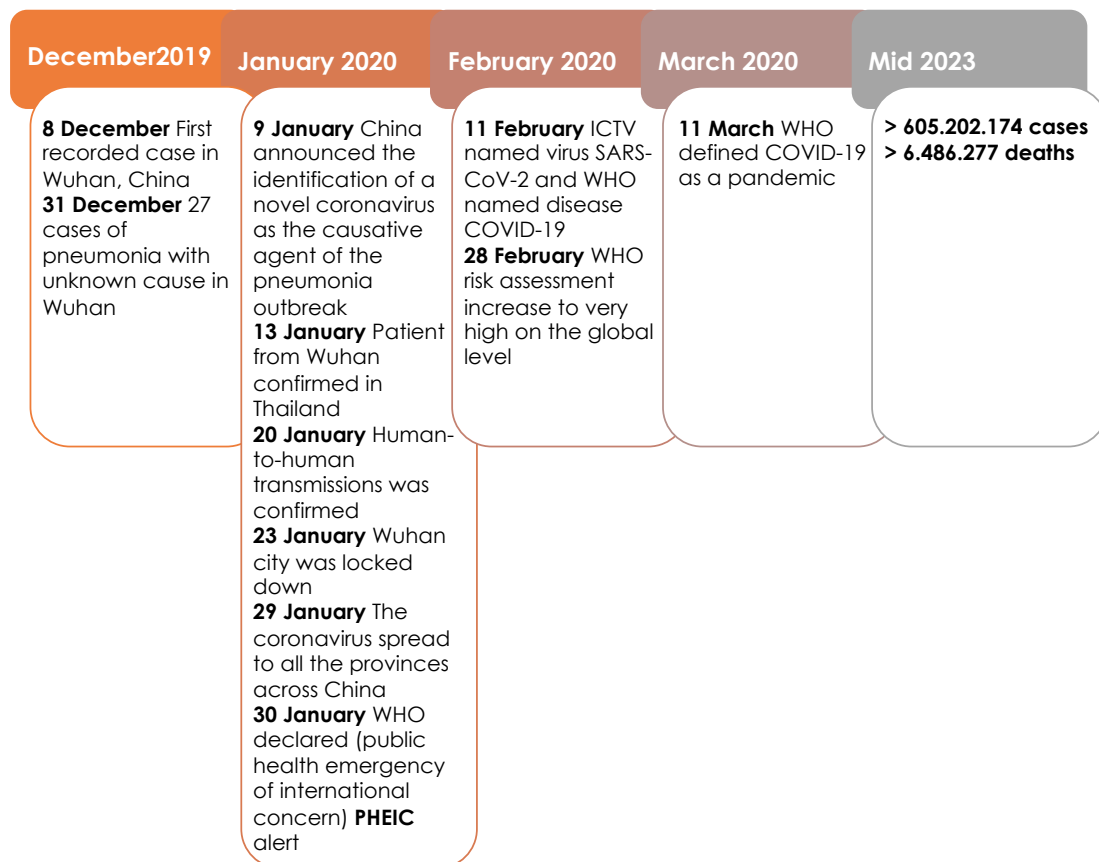 December2019
8 December First
recorded case in
Wuhan, China
31 December 27
cases of
pneumonia with
unknown cause in
Wuhan
January 2020
9 January China
announced the
identification of a
novel coronavirus
as the causative
agent of the
pneumonia
outbreak
13 January Patient
from Wuhan
confirmed in
Thailand
20 January Human-
to-human
transmissions was
confirmed
23 January Wuhan
city was locked
down
29 January The
coronavirus spread
to all the provinces
across China
30 January WHO
declared (public
health emergency
of international
concern) PHEIC
alert
February 2020
11 February ICTV
named virus SARS-
CoV-2 and WHO
named disease
COVID-19
28 February WHO
risk assessment
increase to very
high on the global
level
March 2020
11 March WHO
defined COVID-19
as a pandemic
Mid 2023
> 605.202.174 cases
> 6.486.277 deaths